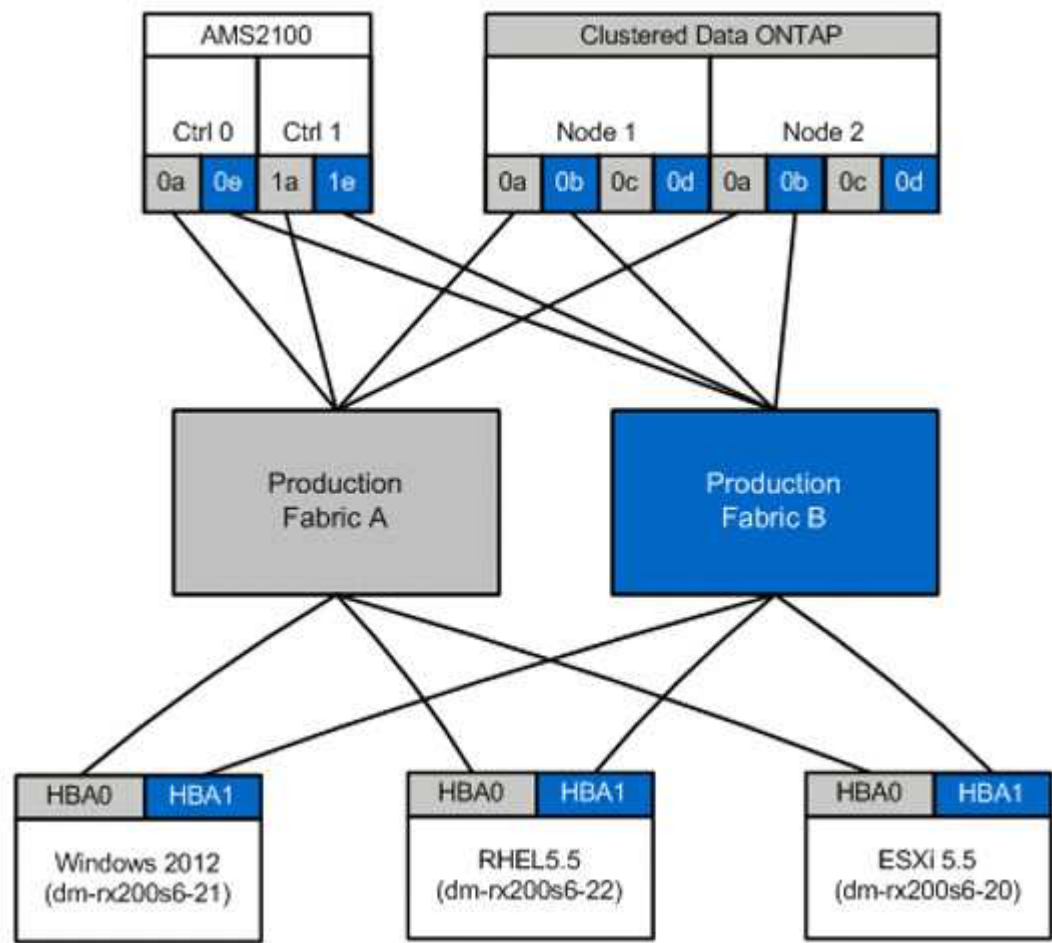 AMS2100
Clustered Data ONTAP
Ctrl 0 Ctrl 1
Node 1 Node 2
0a 0e 1a 1e
0a 0b 0c 0d 0a 0b 0c 0d
Production
Fabric A
Production
Fabric B
HBA0 HBA1
Windows 2012
(dm-rx200s6-21)
HBA0 HBA1
RHEL5.5
(dm-rx200s6-22)
HBA0 HBA1
ESXi 5.5
(dm-rx200s6-20)